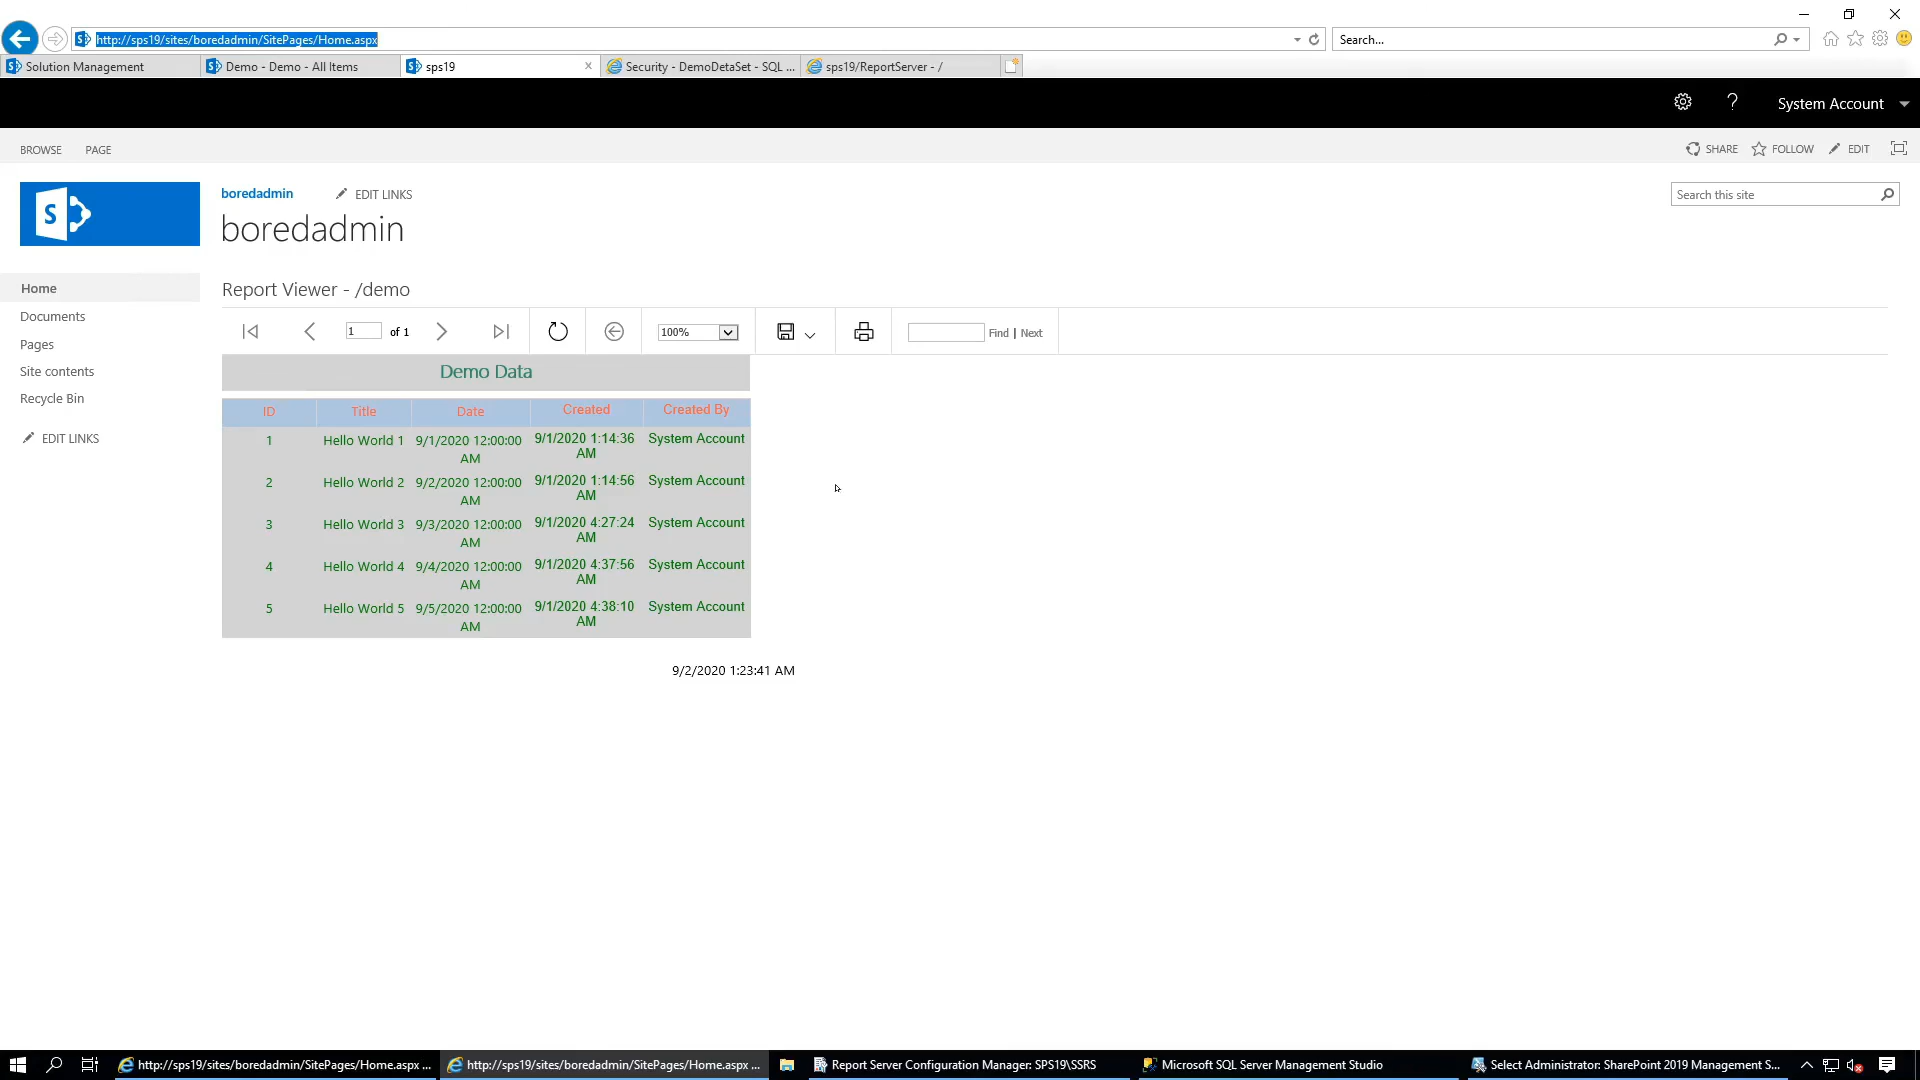 http://sps19/sites/boredadmin/SitePages/Home.aspx
Search...
Solution Management
Demo - Demo - All Items
sps19
Security - DemoDetaSet - SQL ...
sps19/ReportServer - /
System Account
BROWSE
PAGE
SHARE
FOLLOW
EDIT
boredadmin
EDIT LINKS
Search this site
boredadmin
Home
Documents
Pages
Site contents
Recycle Bin
EDIT LINKS
Report Viewer - /demo
1 of 1
100%
Find | Next
Demo Data
ID Title Date Created Created By
1 Hello World 1 9/1/2020 12:00:00 AM 9/1/2020 1:14:36 AM System Account
2 Hello World 2 9/2/2020 12:00:00 AM 9/1/2020 1:14:56 AM System Account
3 Hello World 3 9/3/2020 12:00:00 AM 9/1/2020 4:27:24 AM System Account
4 Hello World 4 9/4/2020 12:00:00 AM 9/1/2020 4:37:56 AM System Account
5 Hello World 5 9/5/2020 12:00:00 AM 9/1/2020 4:38:10 AM System Account
9/2/2020 1:23:41 AM
http://sps19/sites/boredadmin/SitePages/Home.aspx ...
http://sps19/sites/boredadmin/SitePages/Home.aspx ...
Report Server Configuration Manager: SPS19\SSRS
Microsoft SQL Server Management Studio
Select Administrator: SharePoint 2019 Management S...